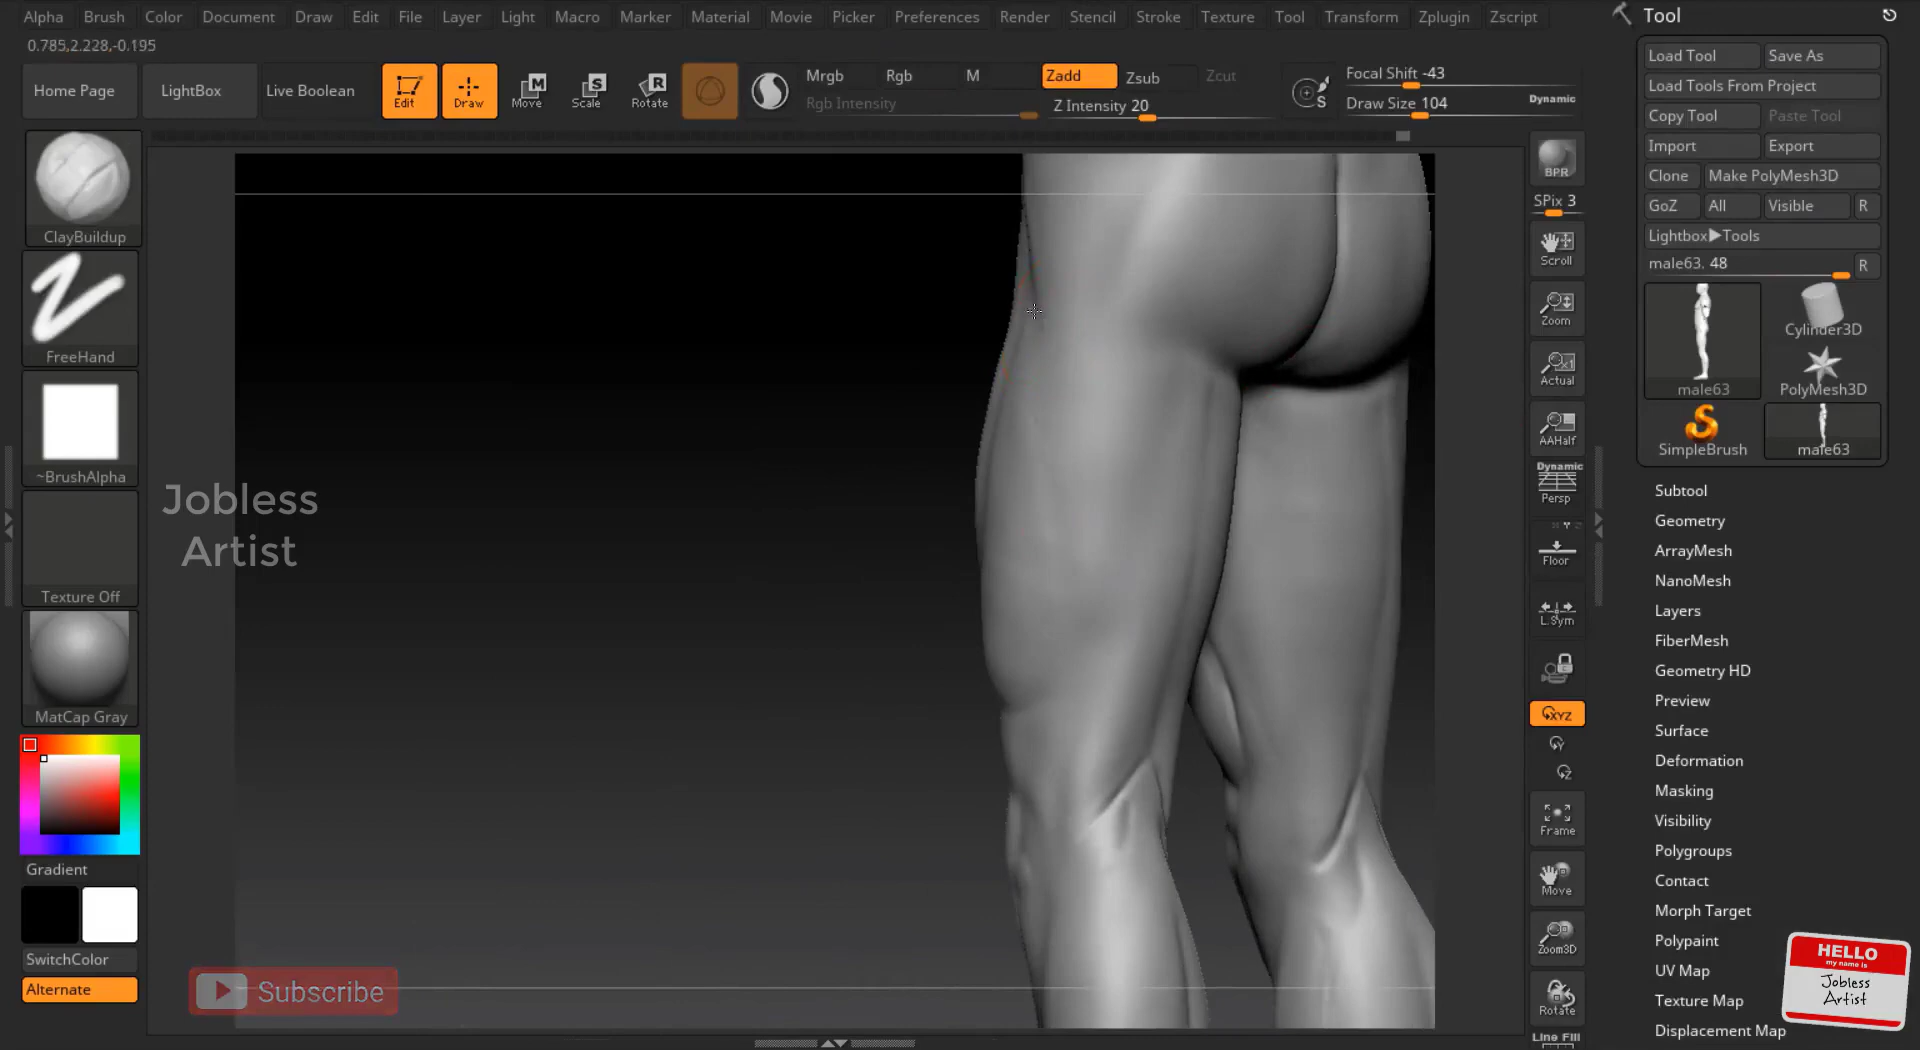 Alpha Brush Color Document Draw Edit File Layer Light Macro Marker Material Movie Picker Preferences Render Stencil Stroke Texture Tool Transform Zplugin Zscript
0.785,2.228,-0.195
Home Page LightBox Live Boolean Edit Draw Move Scale Rotate
Mrgb Rgb M Zadd Zsub Zcut
Rgb Intensity Z Intensity 20
Focal Shift -43
Draw Size 104 Dynamic
S
R
ClayBuildup
FreeHand
~BrushAlpha
Texture Off
MatCap Gray
Gradient
SwitchColor
Alternate
Jobless
Artist
Subscribe
BPR
SPix 3
Scroll
Zoom
Actual
AAHalf
Dynamic
Persp
Floor
L.Sym
XYZ
Y
Z
Frame
Move
Zoom3D
Rotate
Line Fill
Tool
Load Tool Save As
Load Tools From Project
Copy Tool Paste Tool
Import Export
Clone Make PolyMesh3D
GoZ All Visible R
Lightbox▶Tools
male63. 48 R
male63
Cylinder3D
PolyMesh3D
SimpleBrush
male63
Subtool
Geometry
ArrayMesh
NanoMesh
Layers
FiberMesh
Geometry HD
Preview
Surface
Deformation
Masking
Visibility
Polygroups
Contact
Morph Target
Polypaint
UV Map
Texture Map
Displacement Map
HELLO
my name is
Jobless
Artist